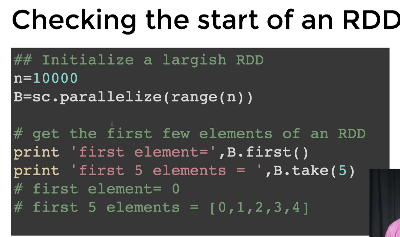 Checking the start of an RDD
## Initialize a largish RDD
n=10000
B=sc.parallelize(range(n))
# get the first few elements of an RDD
print 'first element=',B.first()
print 'first 5 elements = ',B.take(5)
# first element= 0
# first 5 elements = [0,1,2,3,4]